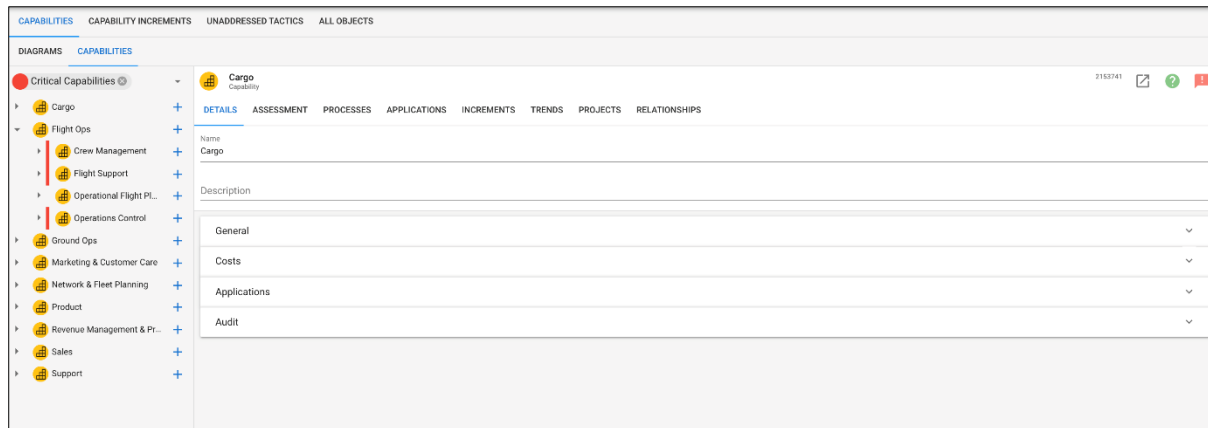 CAPABILITIES CAPABILITY INCREMENTS UNADDRESSED TACTICS ALL OBJECTS
DIAGRAMS CAPABILITIES
Critical Capabilities
Cargo
Flight Ops
Crew Management
Flight Support
Operational Flight Pl...
Operations Control
Ground Ops
Marketing & Customer Care
Network & Fleet Planning
Product
Revenue Management & Pr...
Sales
Support
Cargo
Capability
2153741
DETAILS ASSESSMENT PROCESSES APPLICATIONS INCREMENTS TRENDS PROJECTS RELATIONSHIPS
Name
Cargo
Description
General
Costs
Applications
Audit